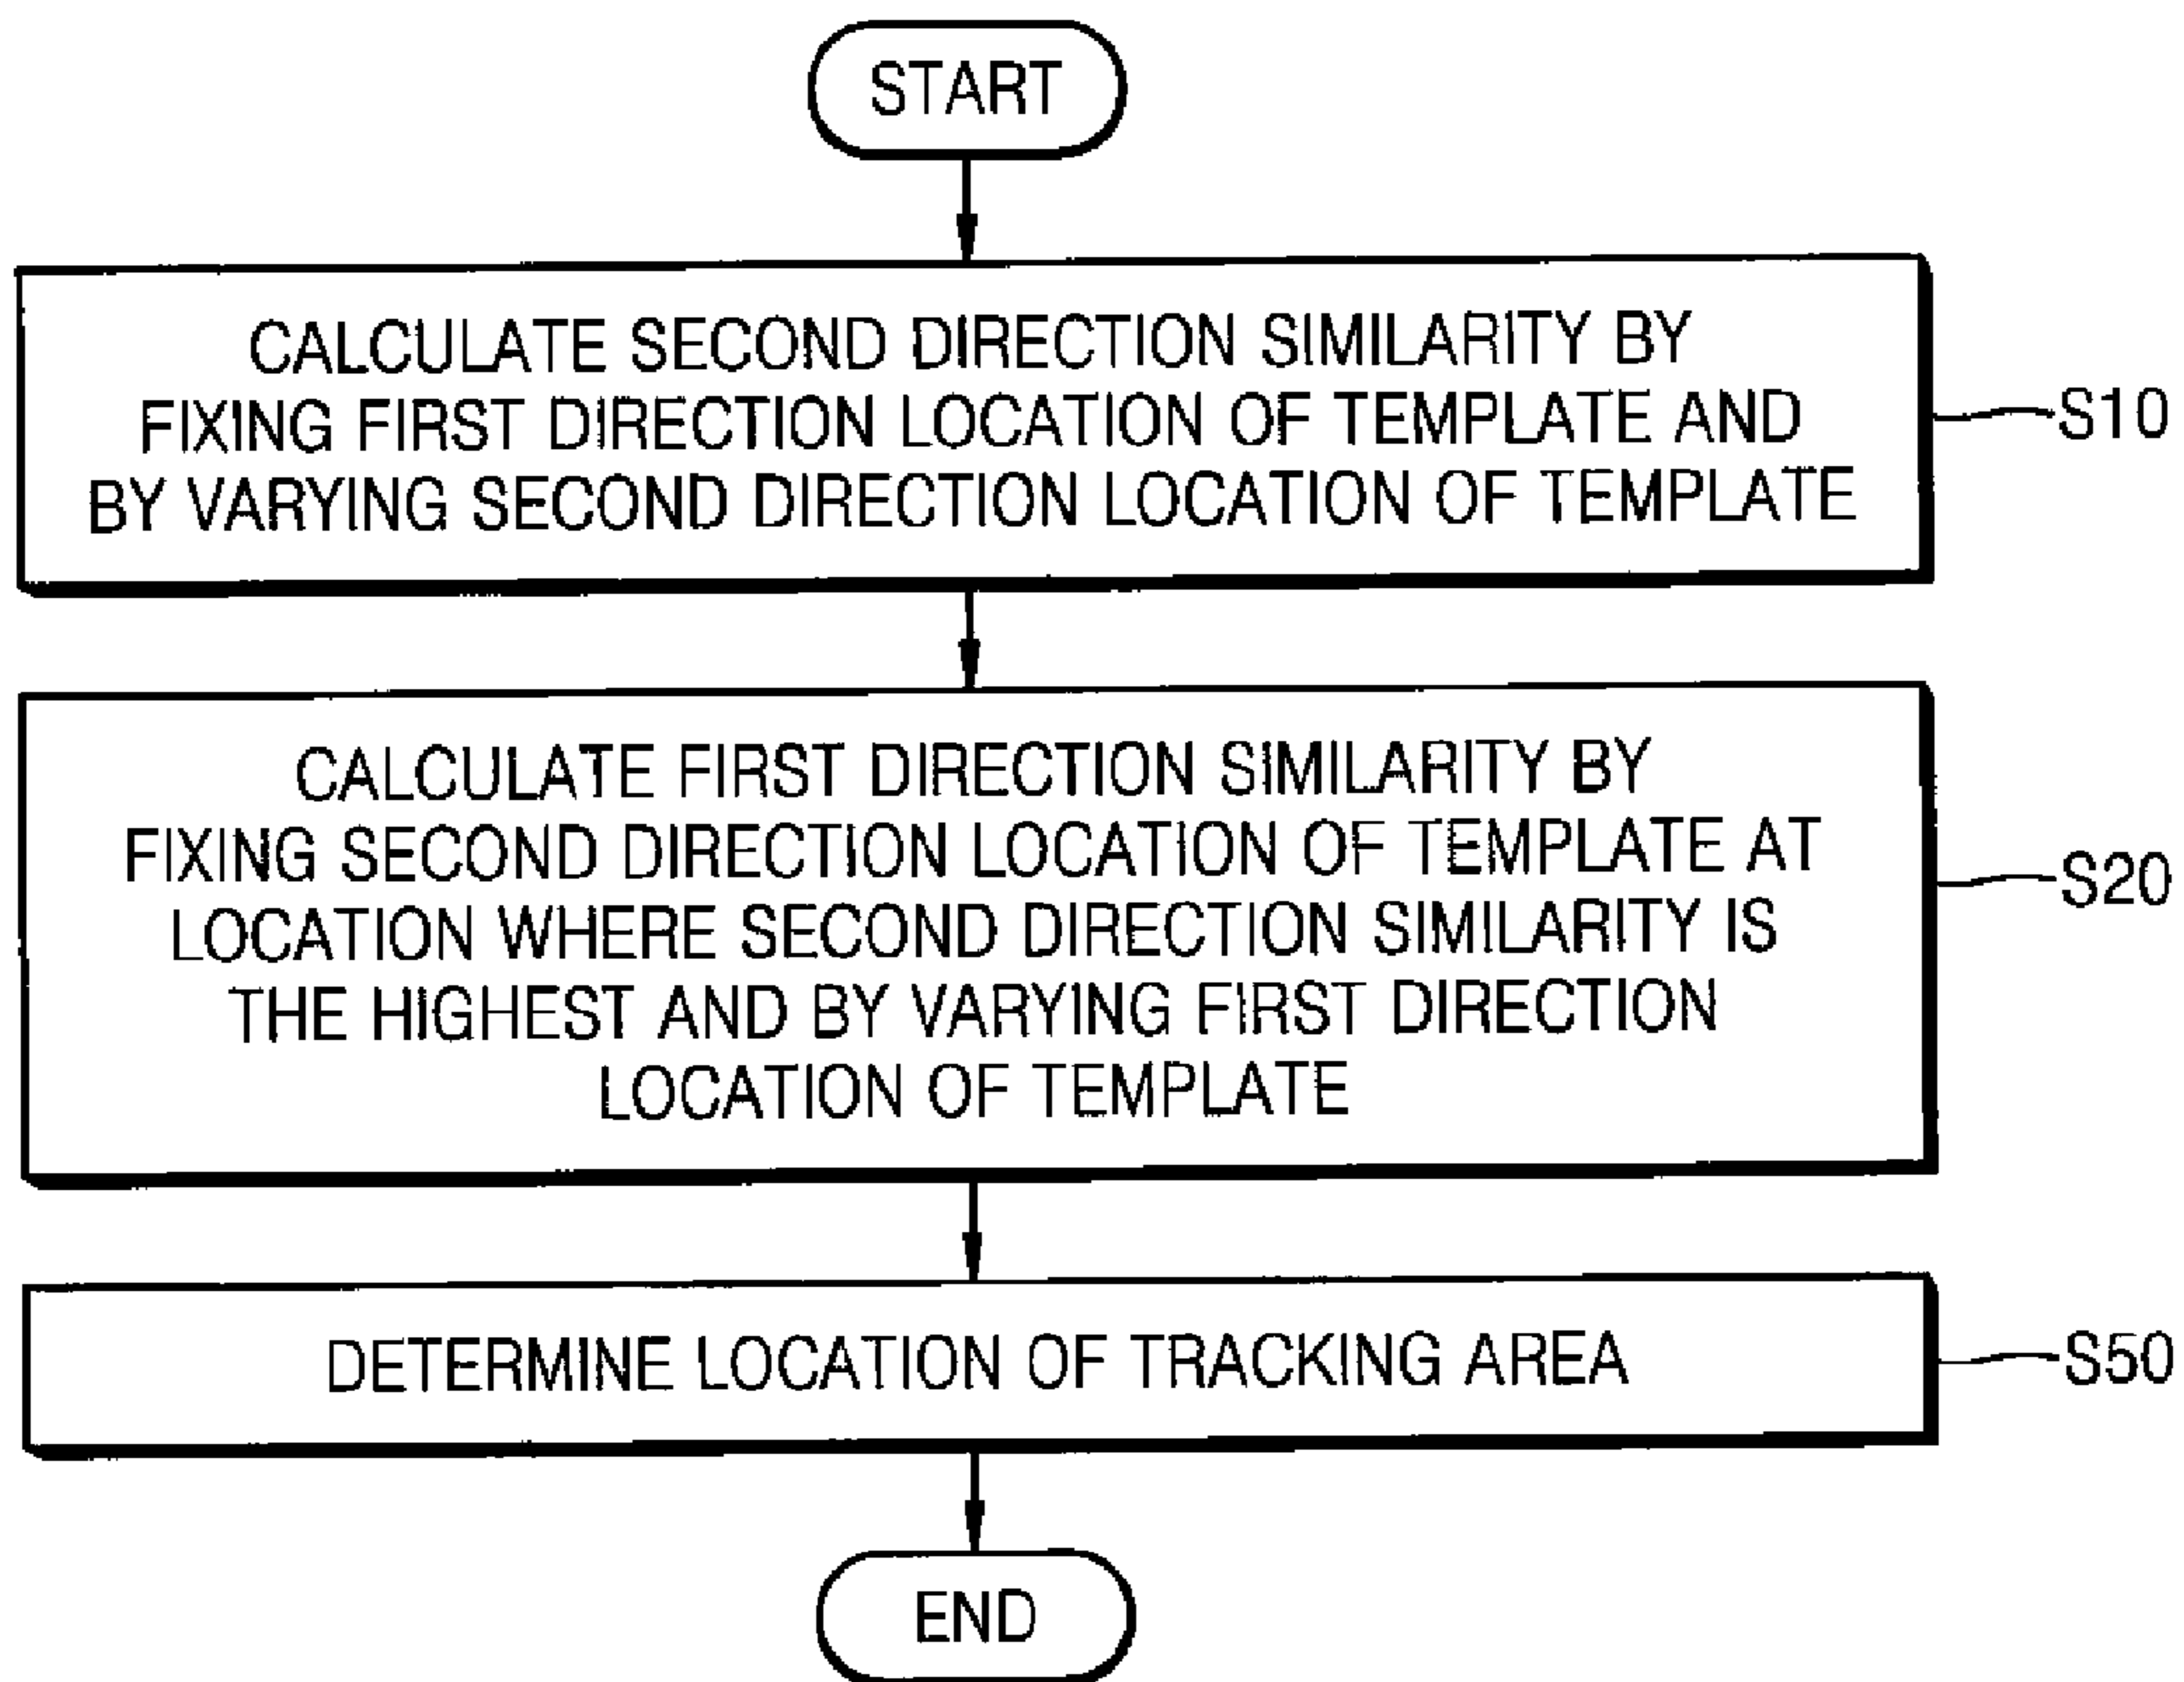 START
CALCULATE SECOND DIRECTION SIMILARITY BY
FIXING FIRST DIRECTION LOCATION OF TEMPLATE AND
BY VARYING SECOND DIRECTION LOCATION OF TEMPLATE
S10
CALCULATE FIRST DIRECTION SIMILARITY BY
FIXING SECOND DIRECTION LOCATION OF TEMPLATE AT
LOCATION WHERE SECOND DIRECTION SIMILARITY IS
THE HIGHEST AND BY VARYING FIRST DIRECTION
LOCATION OF TEMPLATE
S20
DETERMINE LOCATION OF TRACKING AREA
S50
END